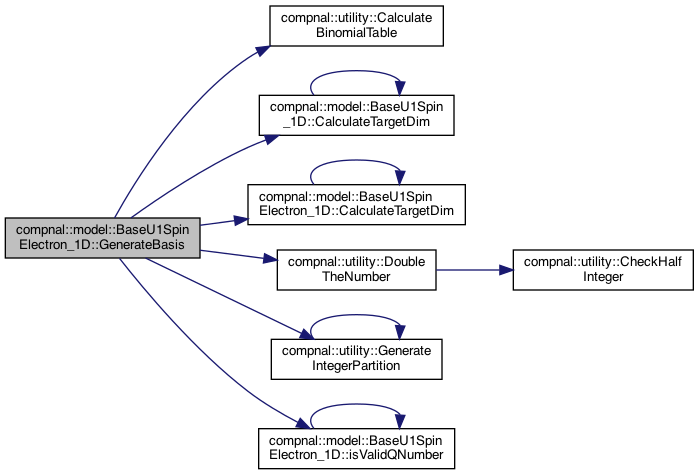 compnal::utility::Calculate
BinomialTable
compnal::model::BaseU1Spin
_1D::CalculateTargetDim
compnal::model::BaseU1Spin
Electron_1D::CalculateTargetDim
compnal::model::BaseU1Spin
Electron_1D::GenerateBasis
compnal::utility::Double
TheNumber
compnal::utility::CheckHalf
Integer
compnal::utility::Generate
IntegerPartition
compnal::model::BaseU1Spin
Electron_1D::isValidQNumber